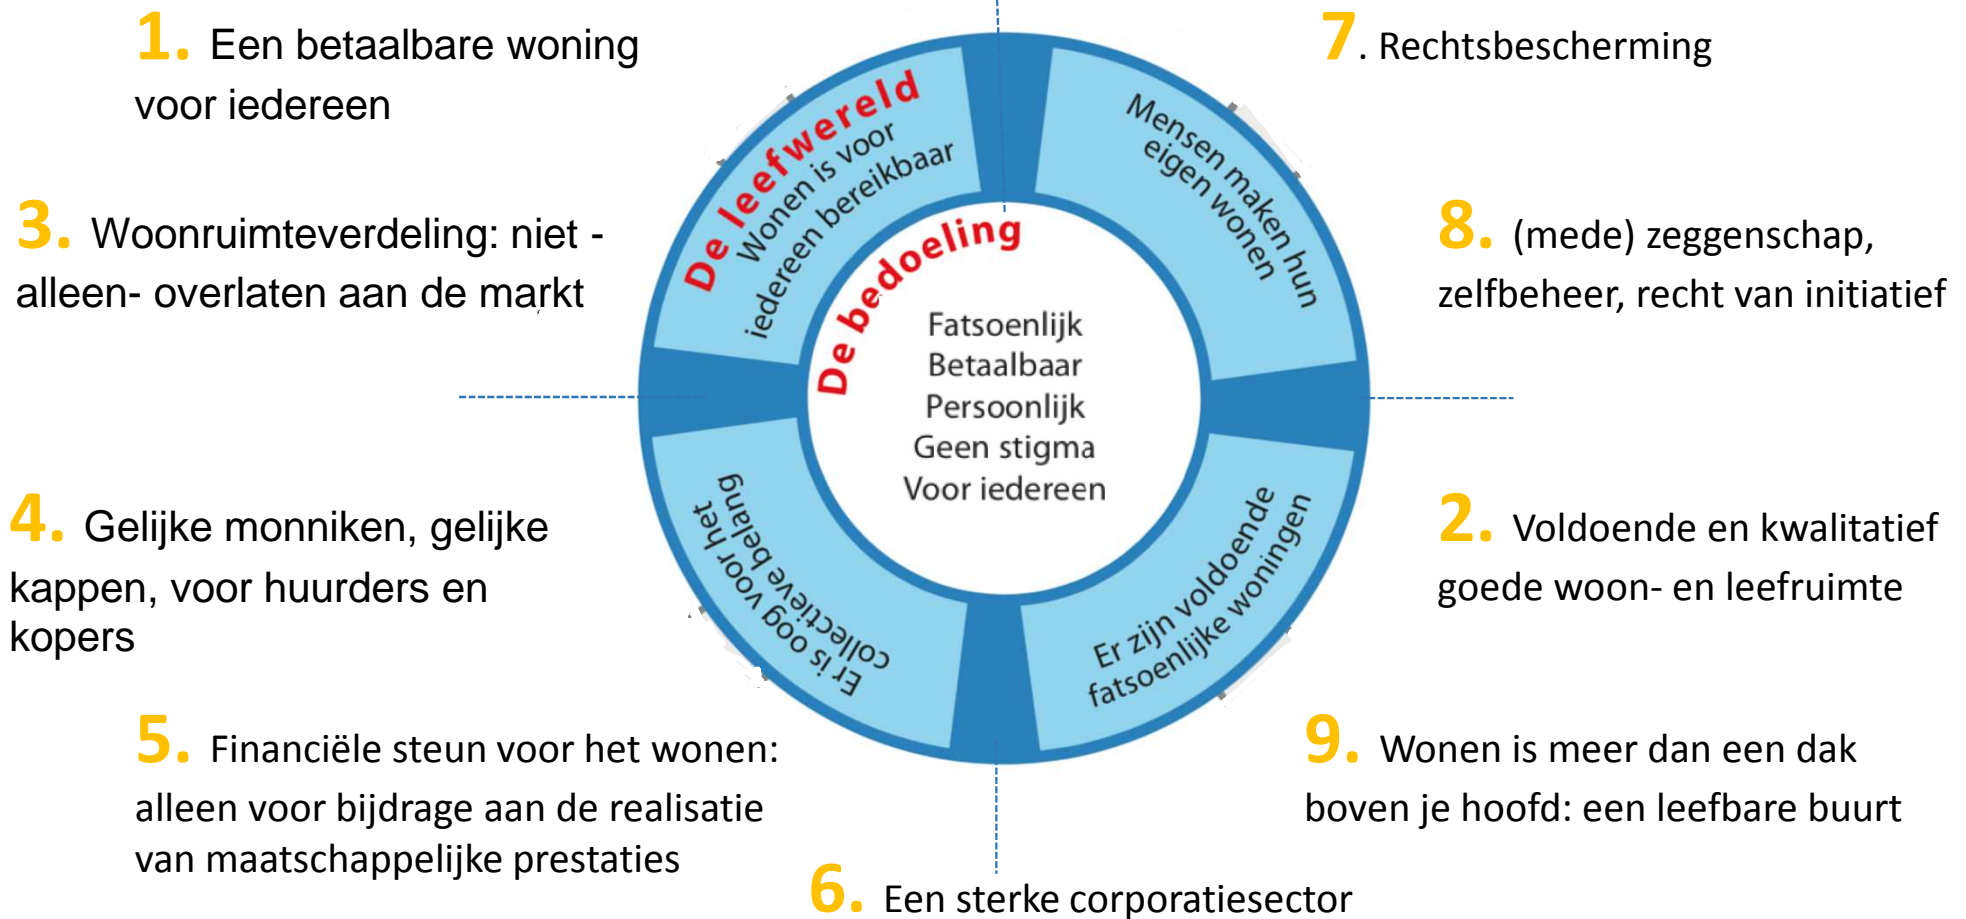 1. Een betaalbare woning
voor iedereen
3. Woonruimteverdeling: niet -
alleen- overlaten aan de markt
4. Gelijke monniken, gelijke
kappen, voor huurders en
kopers
5. Financiële steun voor het wonen:
alleen voor bijdrage aan de realisatie
van maatschappelijke prestaties
6. Een sterke corporatiesector
De leefwereld
Wonen is voor
iedereen bereikbaar
Mensen maken hun
eigen wonen
De bedoeling
Fatsoenlijk
Betaalbaar
Persoonlijk
Geen stigma
Voor iedereen
Er is oog voor het
collectieve belang
Er zijn voldoende
fatsoenlijke woningen
7. Rechtsbescherming
8. (mede) zeggenschap,
zelfbeheer, recht van initiatief
2. Voldoende en kwalitatief
goede woon- en leefruimte
9. Wonen is meer dan een dak
boven je hoofd: een leefbare buurt